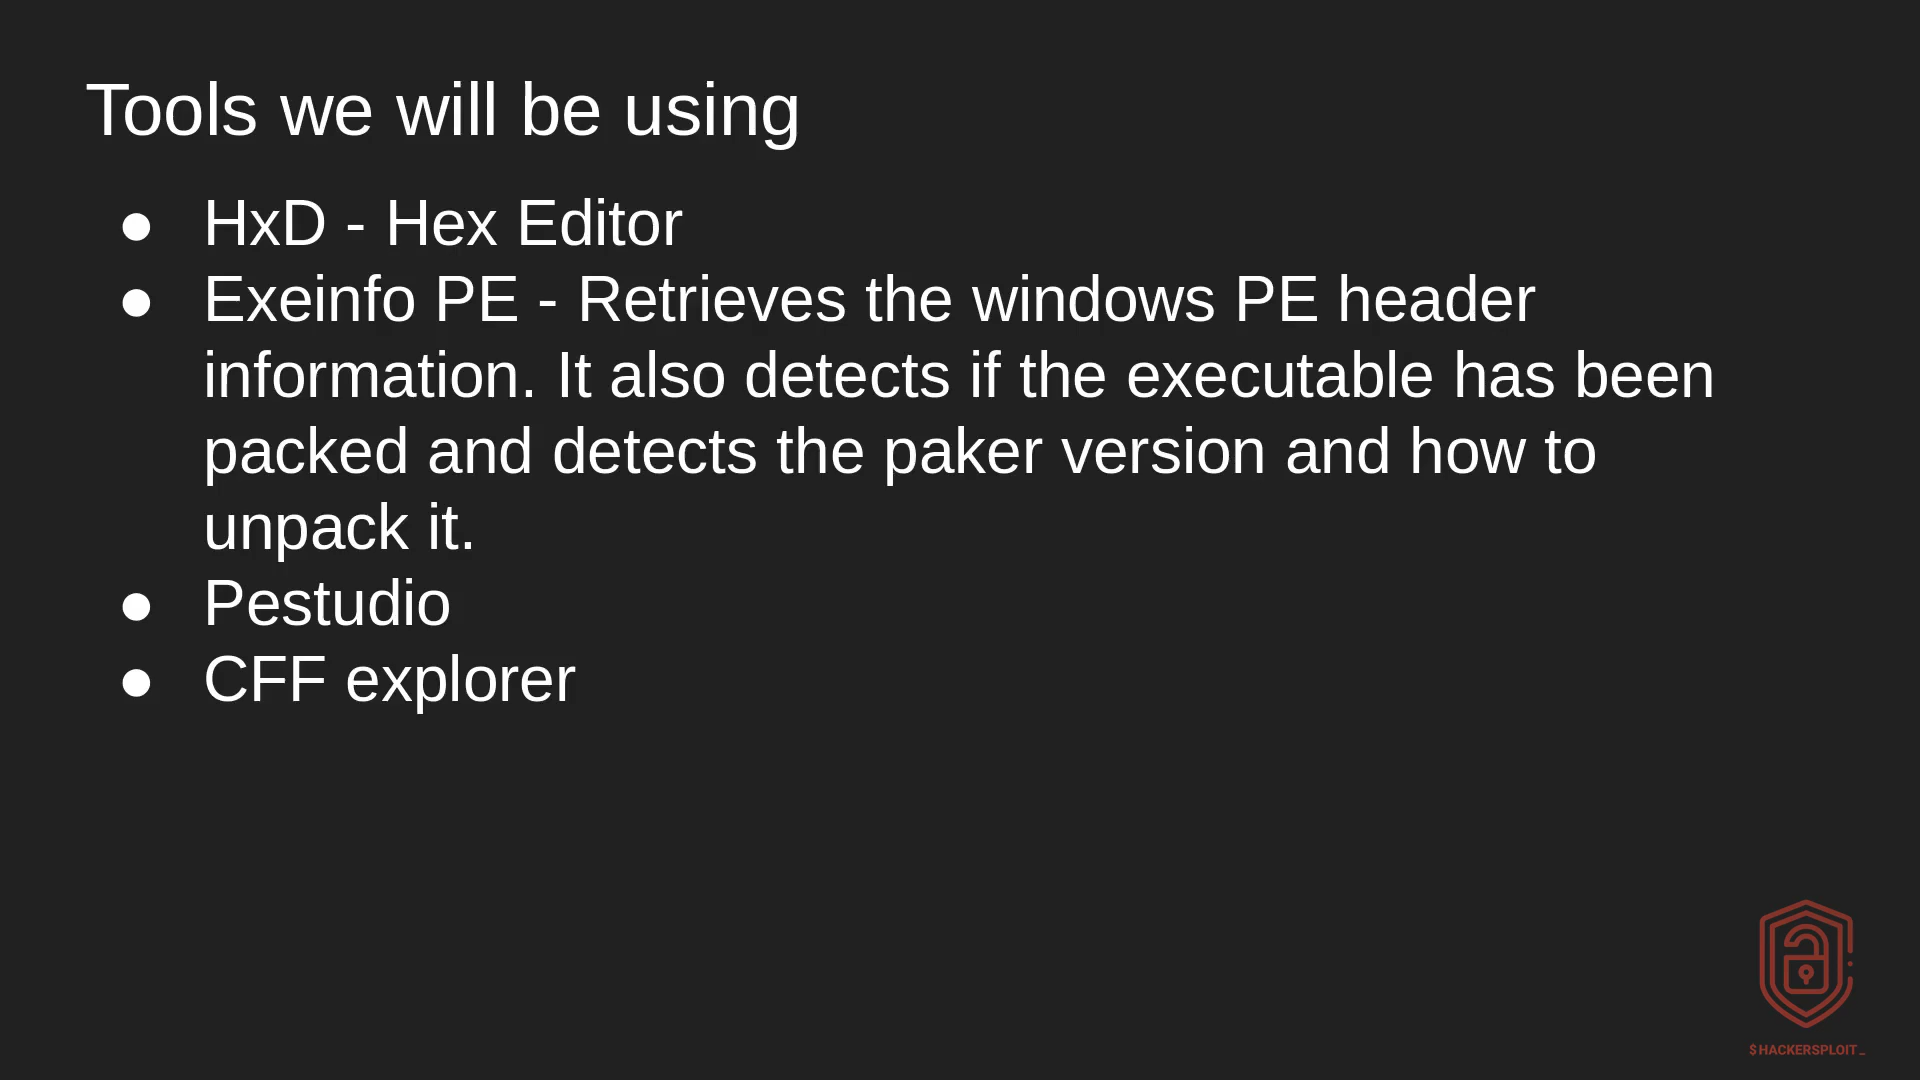 Tools we will be using
● HxD - Hex Editor
● Exeinfo PE - Retrieves the windows PE header
information. It also detects if the executable has been
packed and detects the paker version and how to
unpack it.
● Pestudio
● CFF explorer
$HACKERSPLOIT_